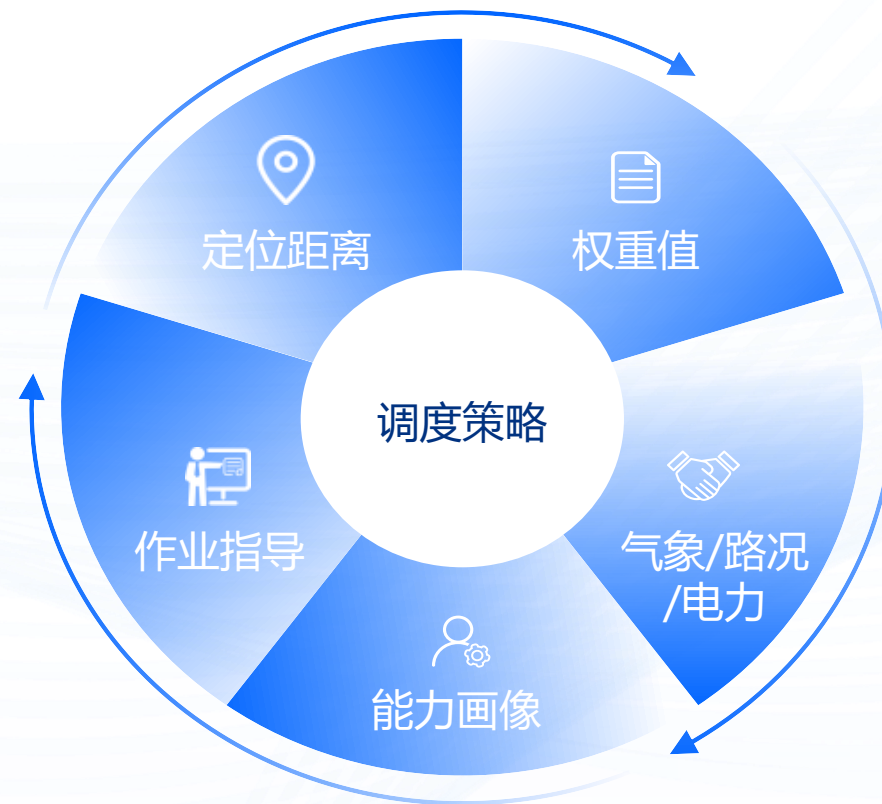 定位距离
权重值
调度策略
作业指导
气象/路况
/电力
能力画像